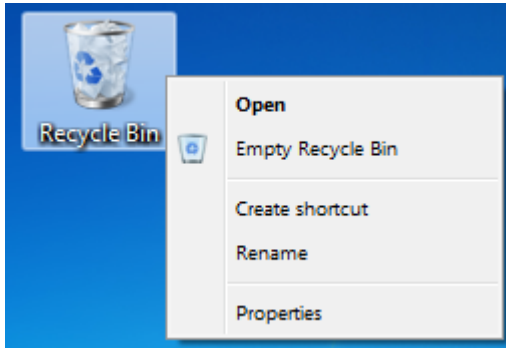 Recycle Bin
Open
Empty Recycle Bin
Create shortcut
Rename
Properties